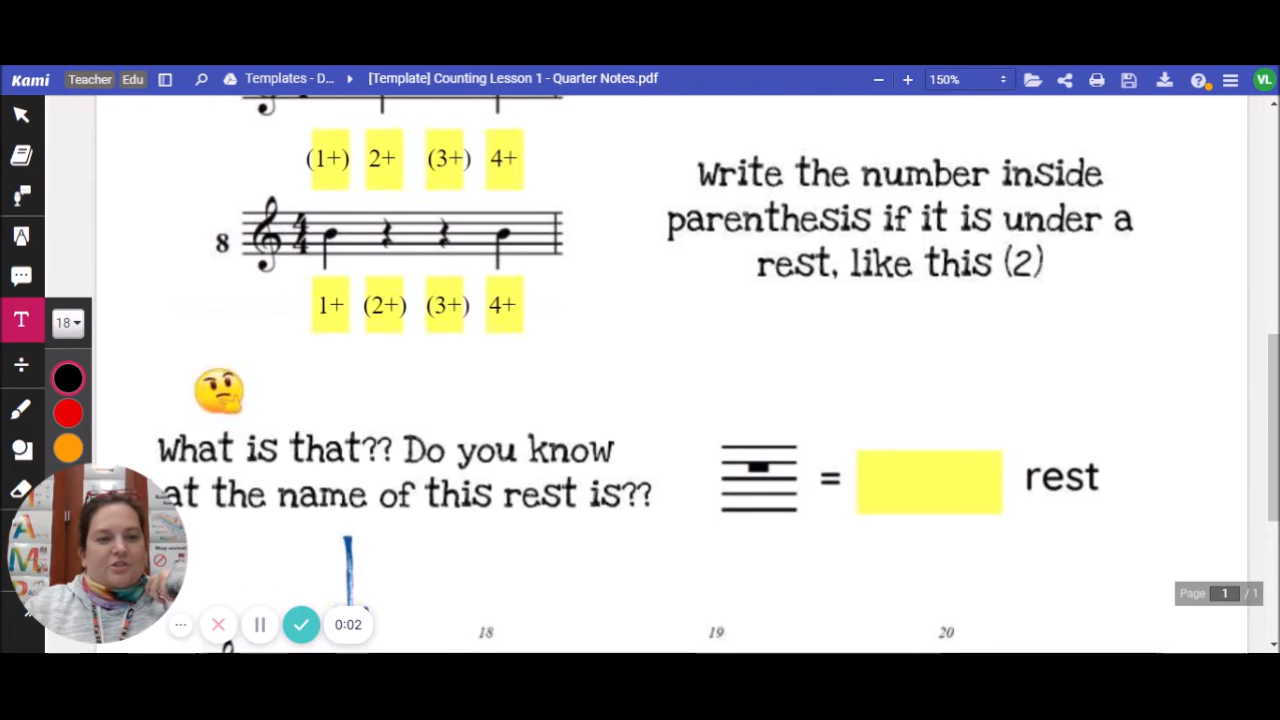 Kami Teacher Edu Templates - D... [Template] Counting Lesson 1 - Quarter Notes.pdf 150% VL
(1+) 2+ (3+) 4+
8
4
4
1+ (2+) (3+) 4+
Write the number inside
parenthesis if it is under a
rest, like this (2)
18
What is that?? Do you know
at the name of this rest is??
= rest
Page 1 / 1
0:02
18 19 20